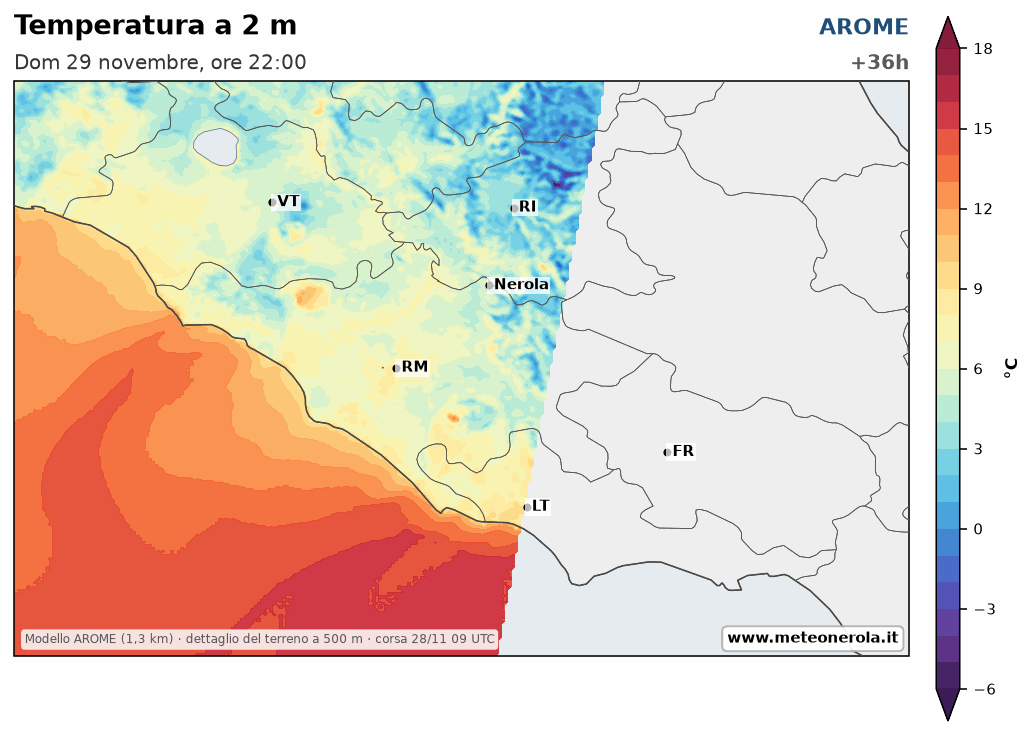 Temperatura a 2 m
AROME
Dom 29 novembre, ore 22:00
+36h
18
15
12
9
6
3
0
−3
−6
°C
VT
RI
Nerola
RM
FR
LT
Modello AROME (1,3 km) · dettaglio del terreno a 500 m · corsa 28/11 09 UTC
www.meteonerola.it